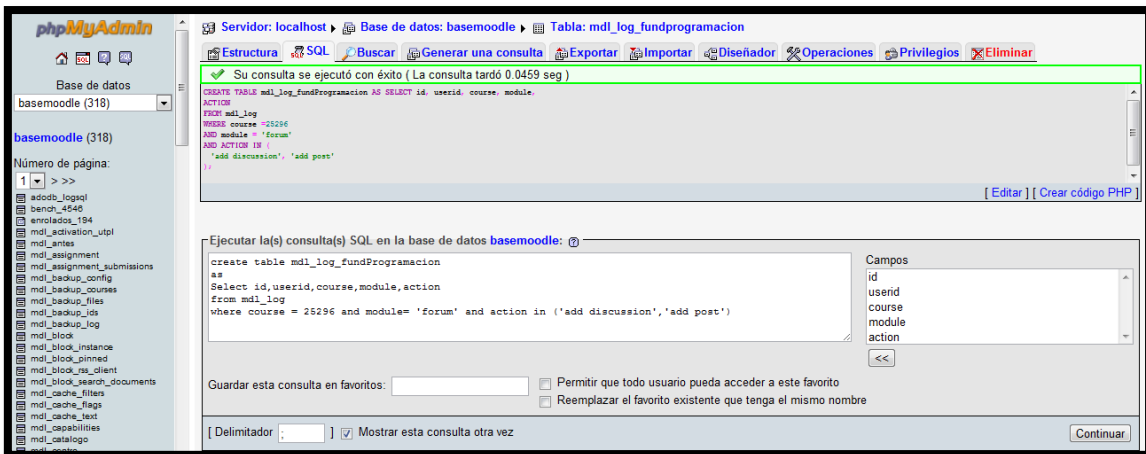 phpMyAdmin
Base de datos
basemoodle (318)
basemoodle (318)
Número de página:
1 > >>
adodb_logsql
bench_4646
enrolados_194
mdl_activation_utpl
mdl_antes
mdl_assignment
mdl_assignment_submissions
mdl_backup_config
mdl_backup_courses
mdl_backup_files
mdl_backup_ids
mdl_backup_log
mdl_block
mdl_block_instance
mdl_block_pinned
mdl_block_rss_client
mdl_block_search_documents
mdl_cache_filters
mdl_cache_flags
mdl_cache_text
mdl_capabilities
mdl_catalogo
Servidor: localhost ▸ Base de datos: basemoodle ▸ Tabla: mdl_log_fundprogramacion
Estructura SQL Buscar Generar una consulta Exportar Importar Diseñador Operaciones Privilegios Eliminar
Su consulta se ejecutó con éxito ( La consulta tardó 0.0459 seg )
CREATE TABLE mdl_log_fundProgramacion AS SELECT id, userid, course, module,
ACTION
FROM mdl_log
WHERE course =25296
AND module = 'forum'
AND ACTION IN (
'add discussion', 'add post'
);
[ Editar ] [ Crear código PHP ]
Ejecutar la(s) consulta(s) SQL en la base de datos basemoodle:
create table mdl_log_fundProgramacion
as
Select id,userid,course,module,action
from mdl_log
where course = 25296 and module= 'forum' and action in ('add discussion','add post')
Campos
id
userid
course
module
action
<<
Guardar esta consulta en favoritos:
Permitir que todo usuario pueda acceder a este favorito
Reemplazar el favorito existente que tenga el mismo nombre
[ Delimitador ; ] Mostrar esta consulta otra vez
Continuar